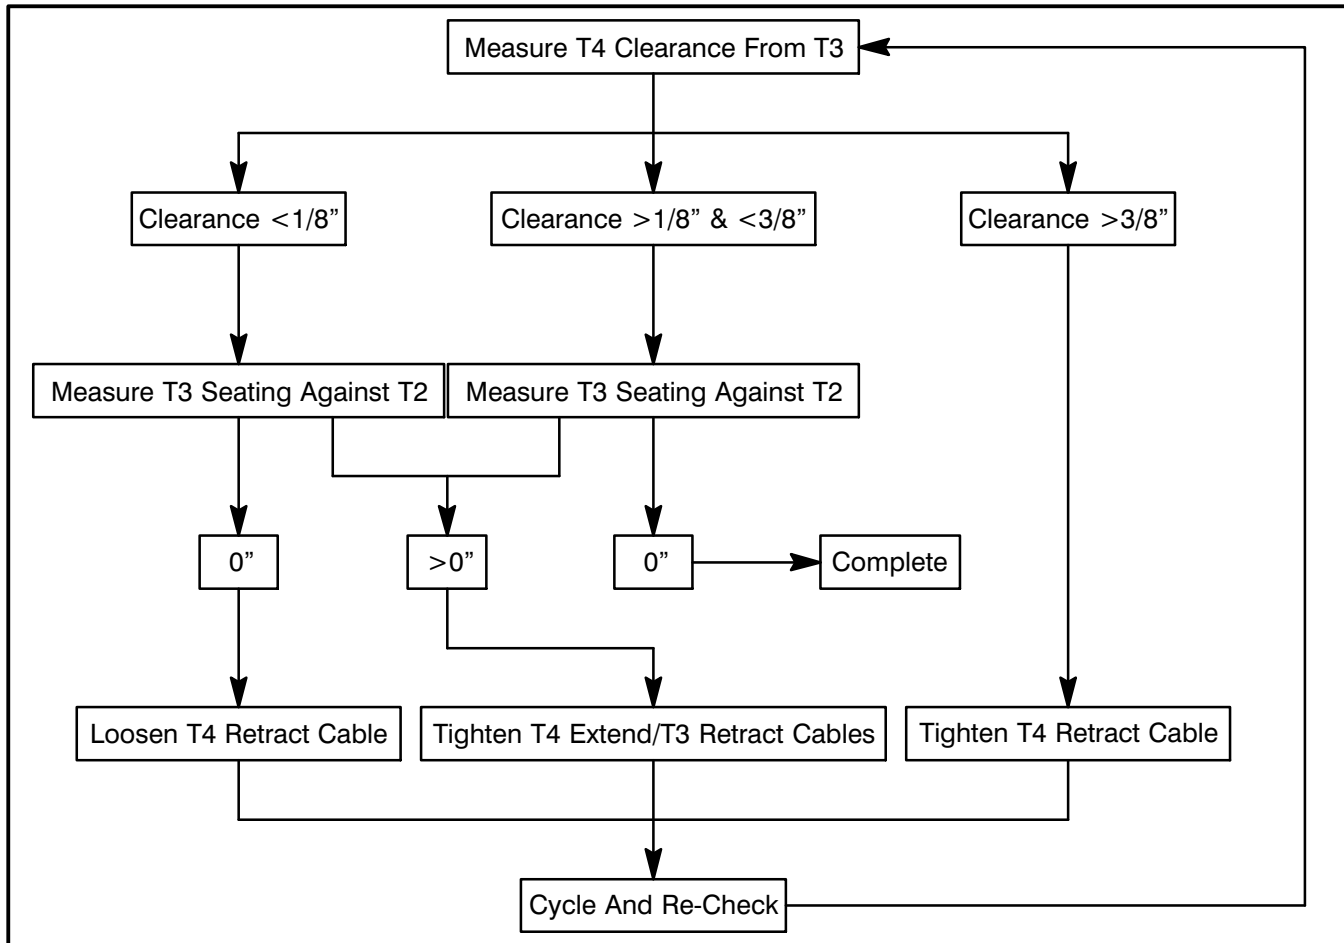 Measure T4 Clearance From T3
Clearance <1/8”
Clearance >1/8” & <3/8”
Clearance >3/8”
Measure T3 Seating Against T2
Measure T3 Seating Against T2
0”
>0”
0”
Complete
Loosen T4 Retract Cable
Tighten T4 Extend/T3 Retract Cables
Tighten T4 Retract Cable
Cycle And Re-Check